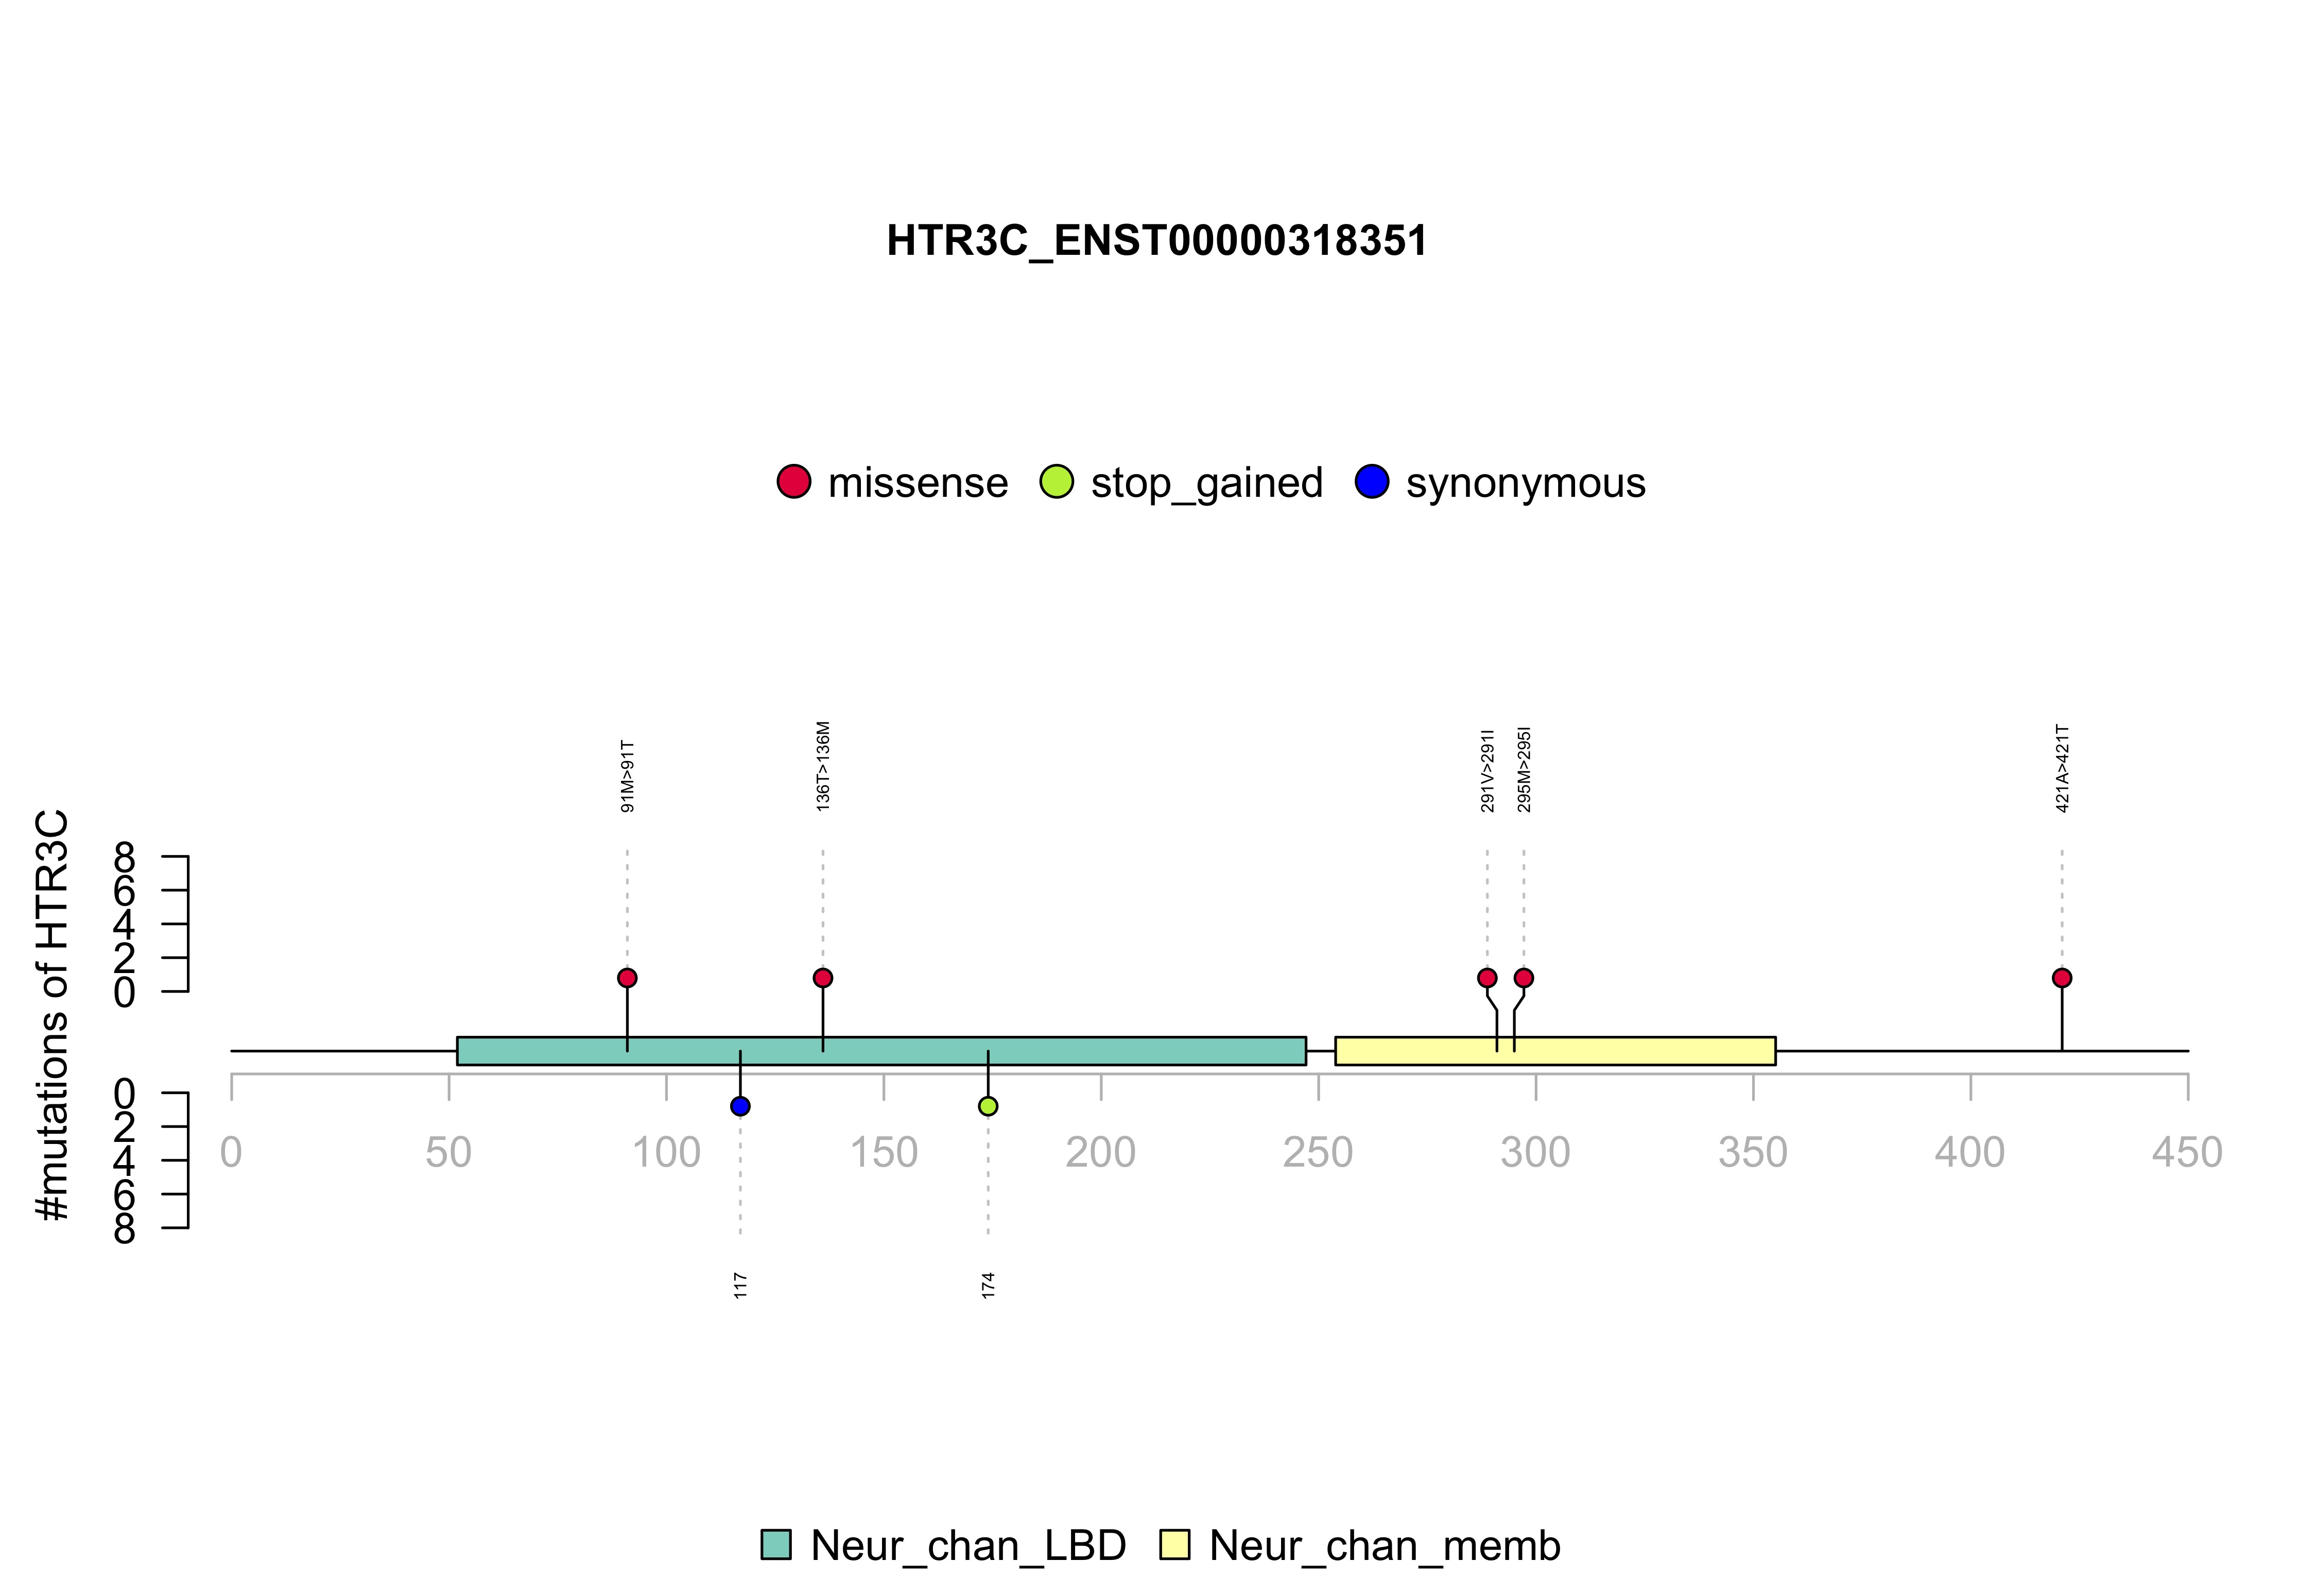 HTR3C_ENST00000318351
missense stop_gained synonymous
91M>91T 136T>136M 291V>291I 295M>295I 421A>421T
#mutations of HTR3C
8
6
4
2
0
0
2
4
6
8
0 50 100 150 200 250 300 350 400 450
117 174
Neur_chan_LBD Neur_chan_memb